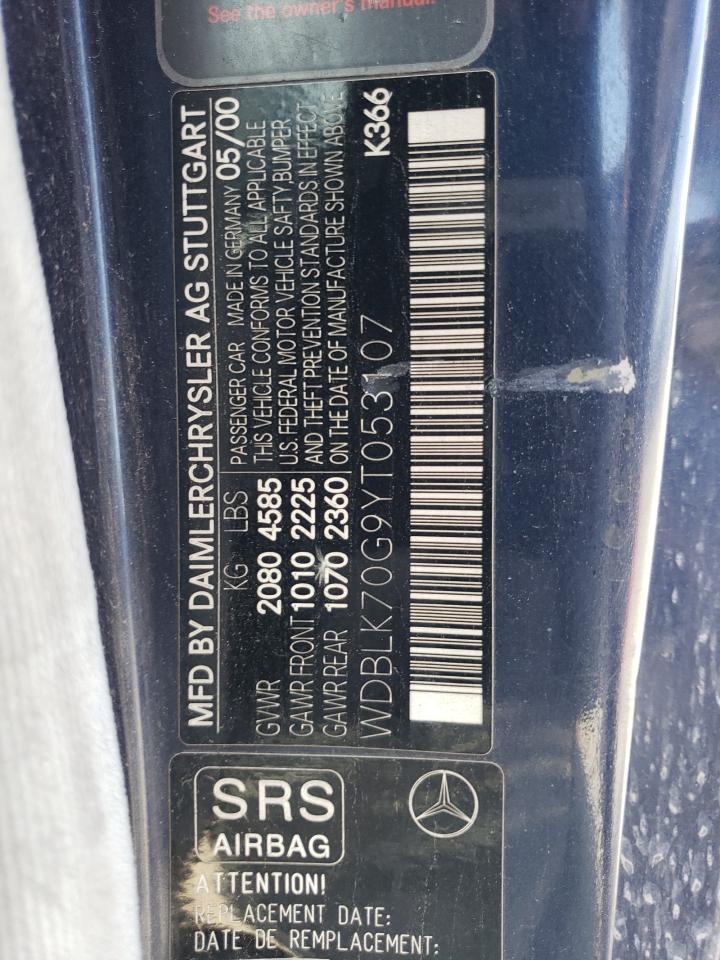 See the owner's manual.
MFD BY DAIMLERCHRYSLER AG STUTTGART
KG LBS PASSENGER CAR MADE IN GERMANY 05/00
GVWR 2080 4585 THIS VEHICLE CONFORMS TO ALL APPLICABLE
U.S. FEDERAL MOTOR VEHICLE SAFETY BUMPER
GAWR FRONT 1010 2225 AND THEFT PREVENTION STANDARDS IN EFFECT
GAWR REAR 1070 2360 ON THE DATE OF MANUFACTURE SHOWN ABOVE
WDBLK70G9YT053107 K366
SRS
AIRBAG
ATTENTION!
REPLACEMENT DATE:
DATE DE REMPLACEMENT: